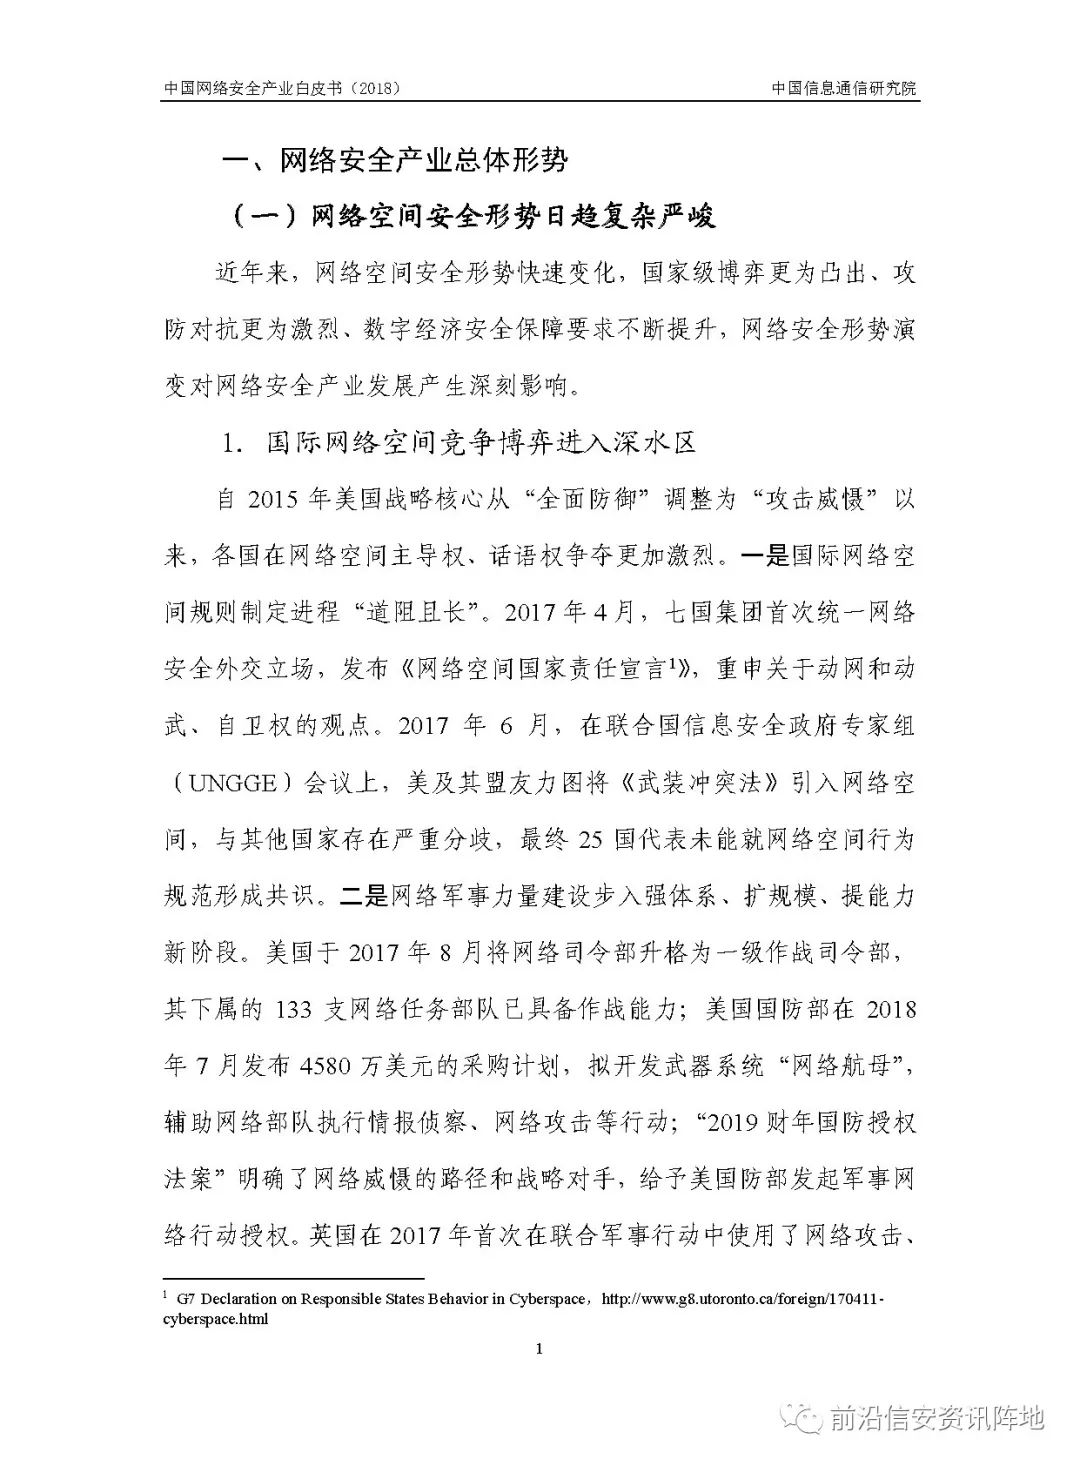 中国网络安全产业白皮书（2018） 中国信息通信研究院
一、网络安全产业总体形势
（一）网络空间安全形势日趋复杂严峻
近年来，网络空间安全形势快速变化，国家级博弈更为凸出、攻
防对抗更为激烈、数字经济安全保障要求不断提升，网络安全形势演
变对网络安全产业发展产生深刻影响。
1. 国际网络空间竞争博弈进入深水区
自 2015 年美国战略核心从“全面防御”调整为“攻击威慑”以
来，各国在网络空间主导权、话语权争夺更加激烈。一是国际网络空
间规则制定进程“道阻且长”。2017 年 4 月，七国集团首次统一网络
安全外交立场，发布《网络空间国家责任宣言1》，重申关于动网和动
武、自卫权的观点。2017 年 6 月，在联合国信息安全政府专家组
（UNGGE）会议上，美及其盟友力图将《武装冲突法》引入网络空
间，与其他国家存在严重分歧，最终 25 国代表未能就网络空间行为
规范形成共识。二是网络军事力量建设步入强体系、扩规模、提能力
新阶段。美国于 2017 年 8 月将网络司令部升格为一级作战司令部，
其下属的 133 支网络任务部队已具备作战能力；美国国防部在 2018
年 7 月发布 4580 万美元的采购计划，拟开发武器系统“网络航母”，
辅助网络部队执行情报侦察、网络攻击等行动；“2019 财年国防授权
法案”明确了网络威慑的路径和战略对手，给予美国防部发起军事网
络行动授权。英国在 2017 年首次在联合军事行动中使用了网络攻击、
1 G7 Declaration on Responsible States Behavior in Cyberspace，http://www.g8.utoronto.ca/foreign/170411-
cyberspace.html
1
前沿信安资讯阵地